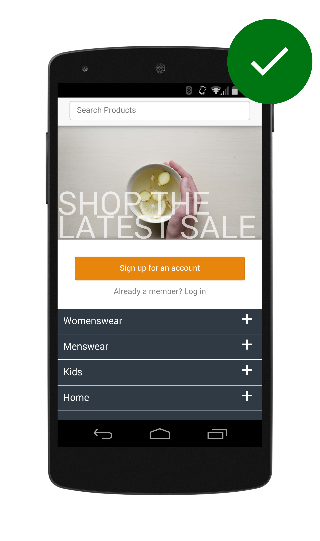 Search Products
SHOP THE
LATEST SALE
Sign up for an account
Already a member? Log in
Womenswear
Menswear
Kids
Home